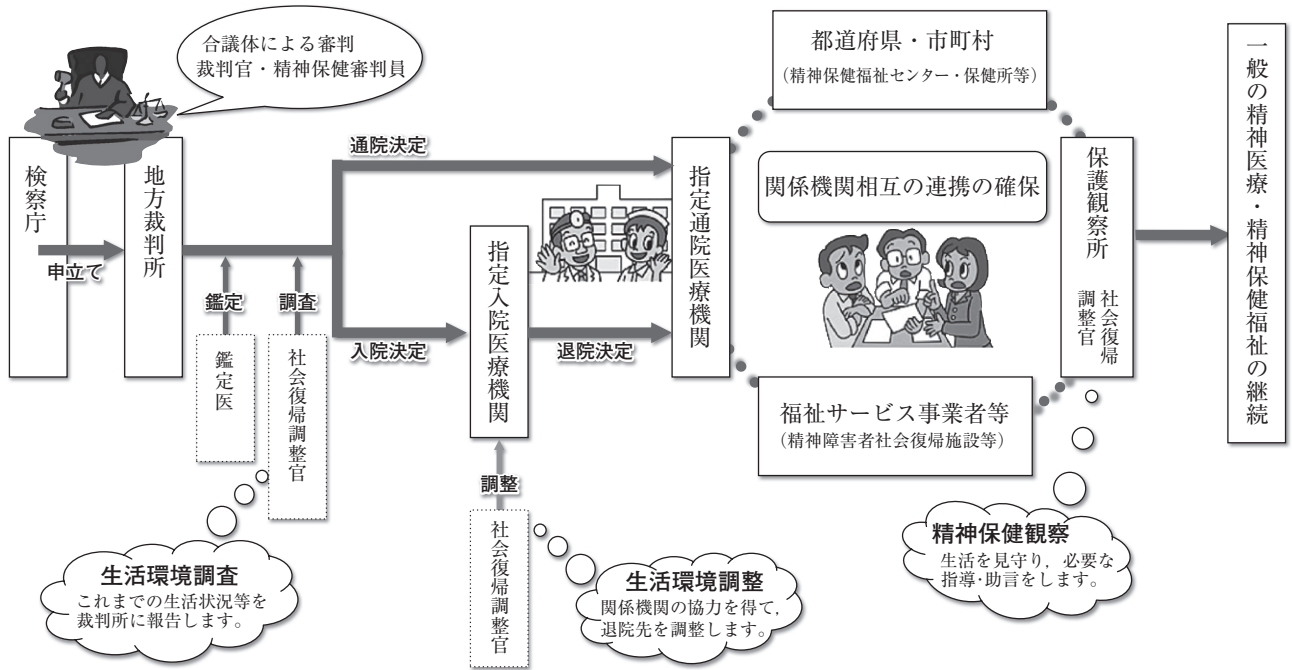 合議体による審判
裁判官・精神保健審判員
検察庁
申立て
地方裁判所
鑑定
鑑定医
調査
社会復帰調整官
生活環境調査
これまでの生活状況等を
裁判所に報告します。
通院決定
入院決定
指定入院医療機関
調整
社会復帰調整官
生活環境調整
関係機関の協力を得て,
退院先を調整します。
退院決定
指定通院医療機関
都道府県・市町村
（精神保健福祉センター・保健所等）
関係機関相互の連携の確保
福祉サービス事業者等
（精神障害者社会復帰施設等）
保護観察所
社会復帰
調整官
精神保健観察
生活を見守り，必要な
指導･助言をします。
一般の精神医療・精神保健福祉の継続